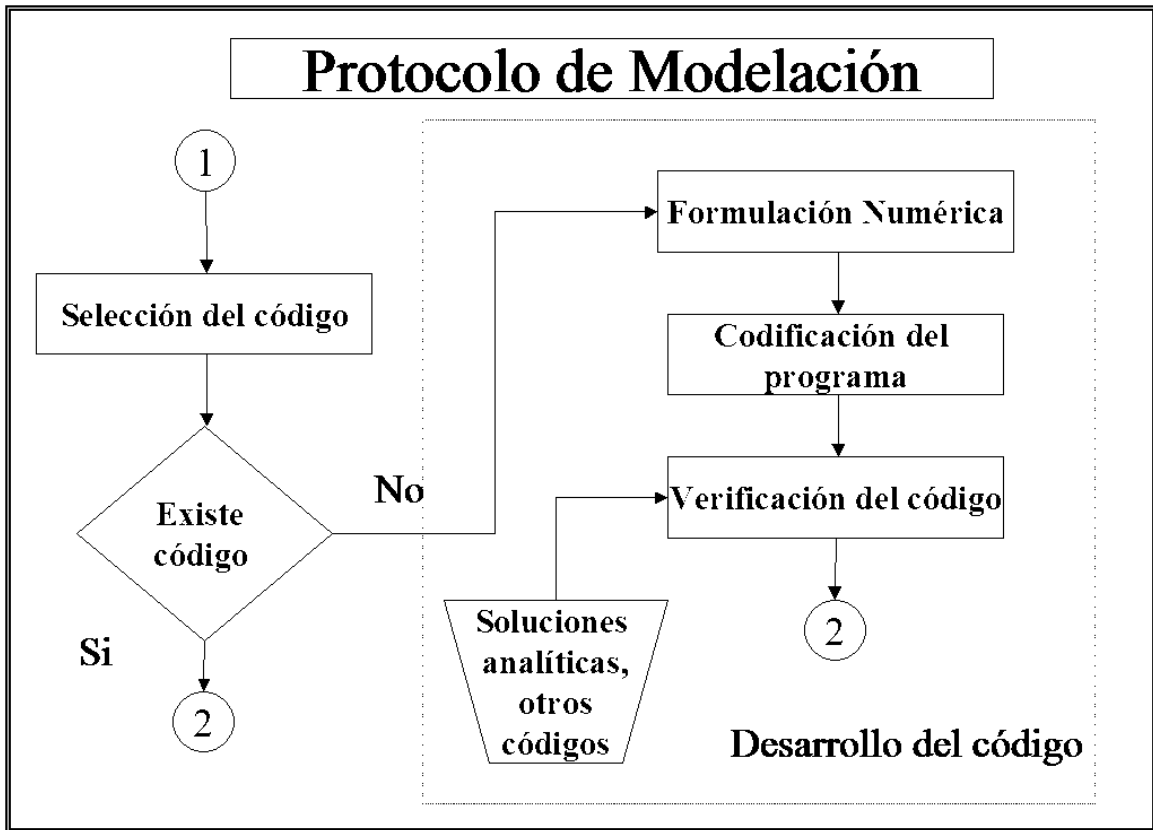 Protocolo de Modelación
1
Selección del código
Existe
código
Si
2
No
Formulación Numérica
Codificación del
programa
Verificación del código
Soluciones
analíticas,
otros
códigos
2
Desarrollo del código